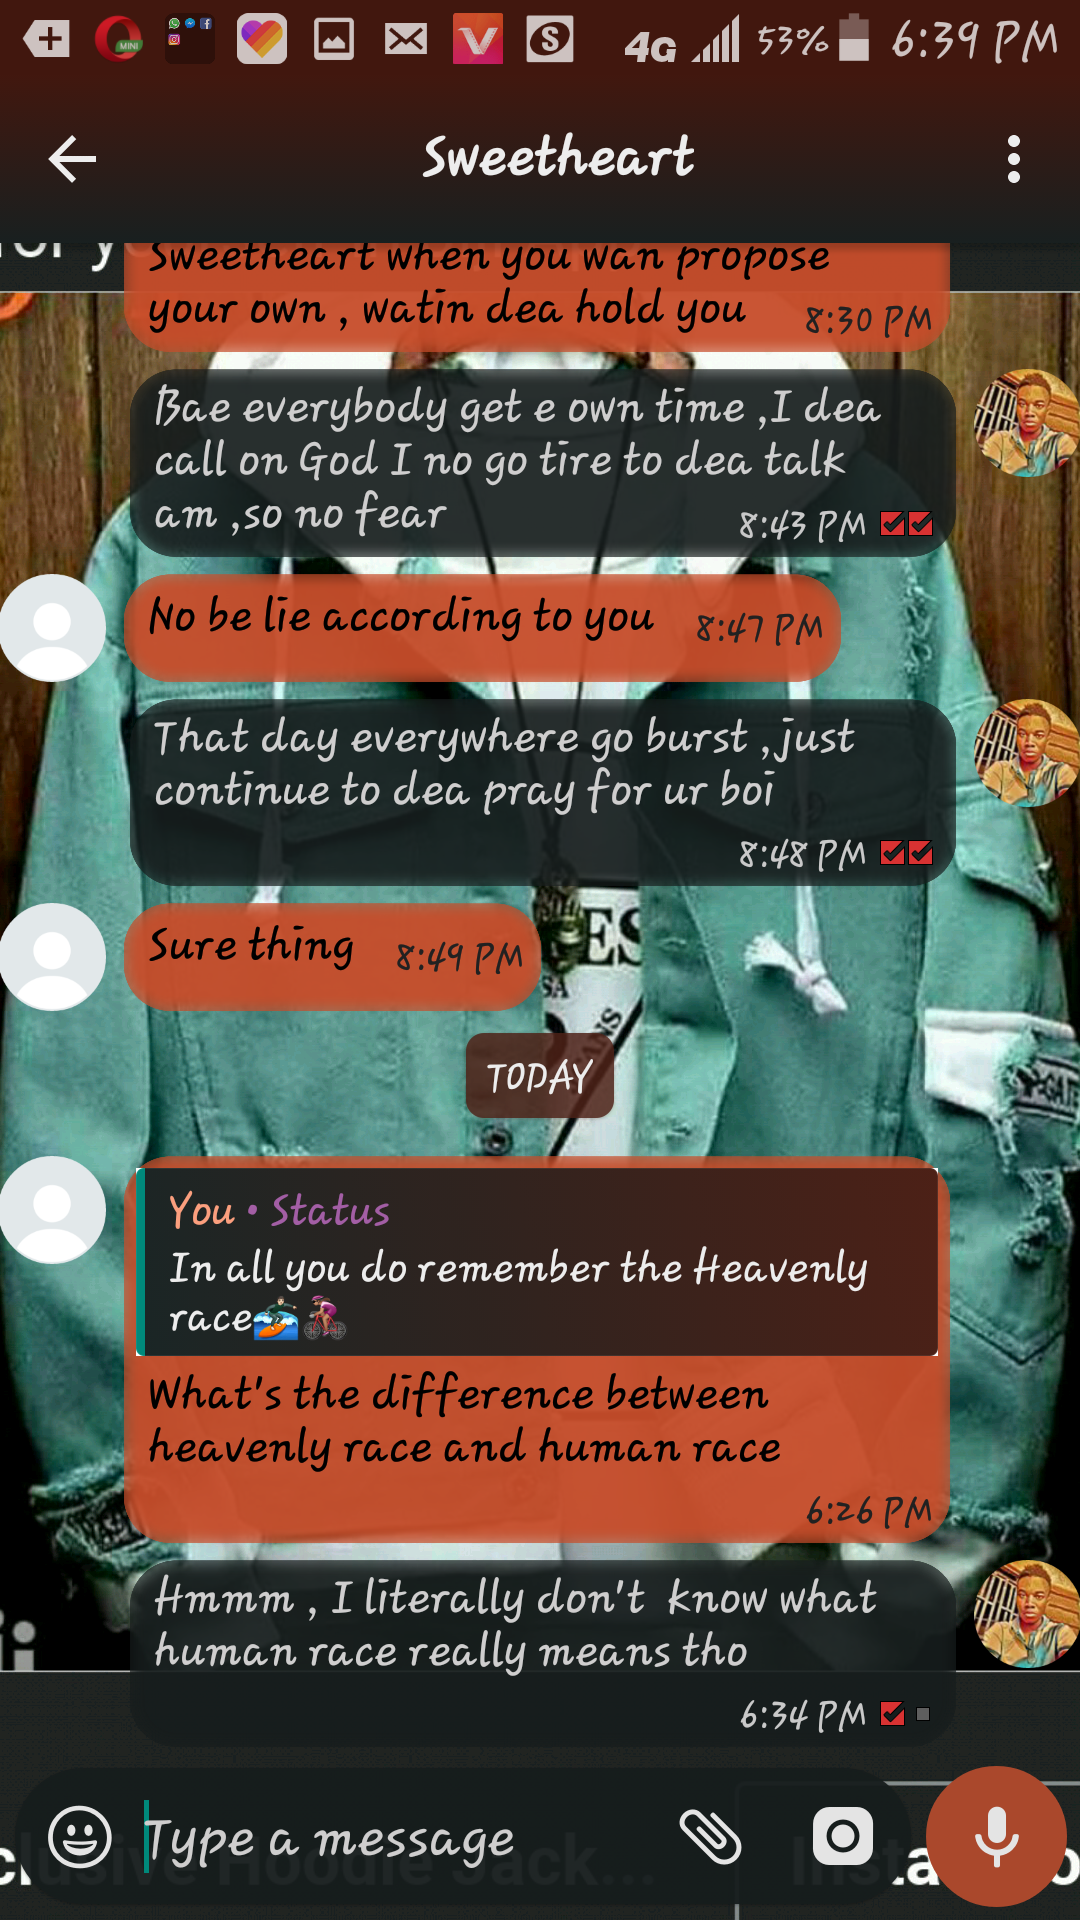 MINI
4G 53% 6:39 PM
Sweetheart
for y
Sweetheart when you wan propose
your own , watin dea hold you 8:30 PM
Bae everybody get e own time ,I dea
call on God I no go tire to dea talk
am ,so no fear 8:43 PM
No be lie according to you 8:47 PM
That day everywhere go burst ,just
continue to dea pray for ur boi
8:48 PM
Sure thing 8:49 PM
TODAY
You • Status
In all you do remember the Heavenly
race🏄🚴
What's the difference between
heavenly race and human race
6:26 PM
Hmmm , I literally don't know what
human race really means tho
6:34 PM
Type a message
clusive Hoodie Jack...